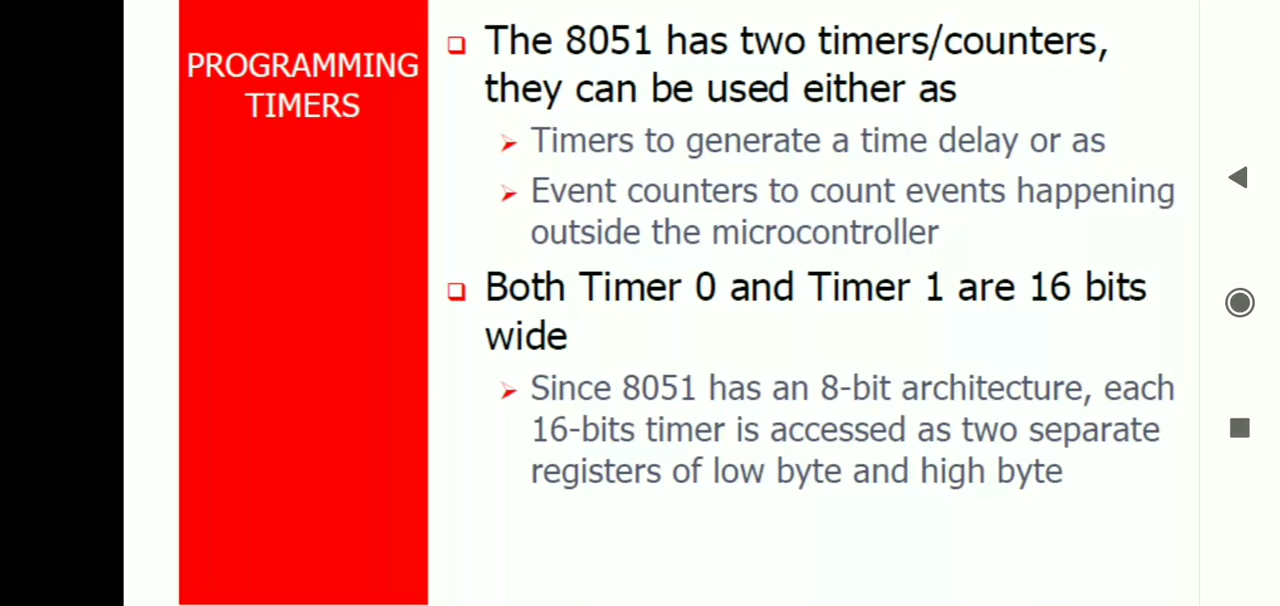 PROGRAMMING
TIMERS
The 8051 has two timers/counters,
they can be used either as
Timers to generate a time delay or as
Event counters to count events happening
outside the microcontroller
Both Timer 0 and Timer 1 are 16 bits
wide
Since 8051 has an 8-bit architecture, each
16-bits timer is accessed as two separate
registers of low byte and high byte